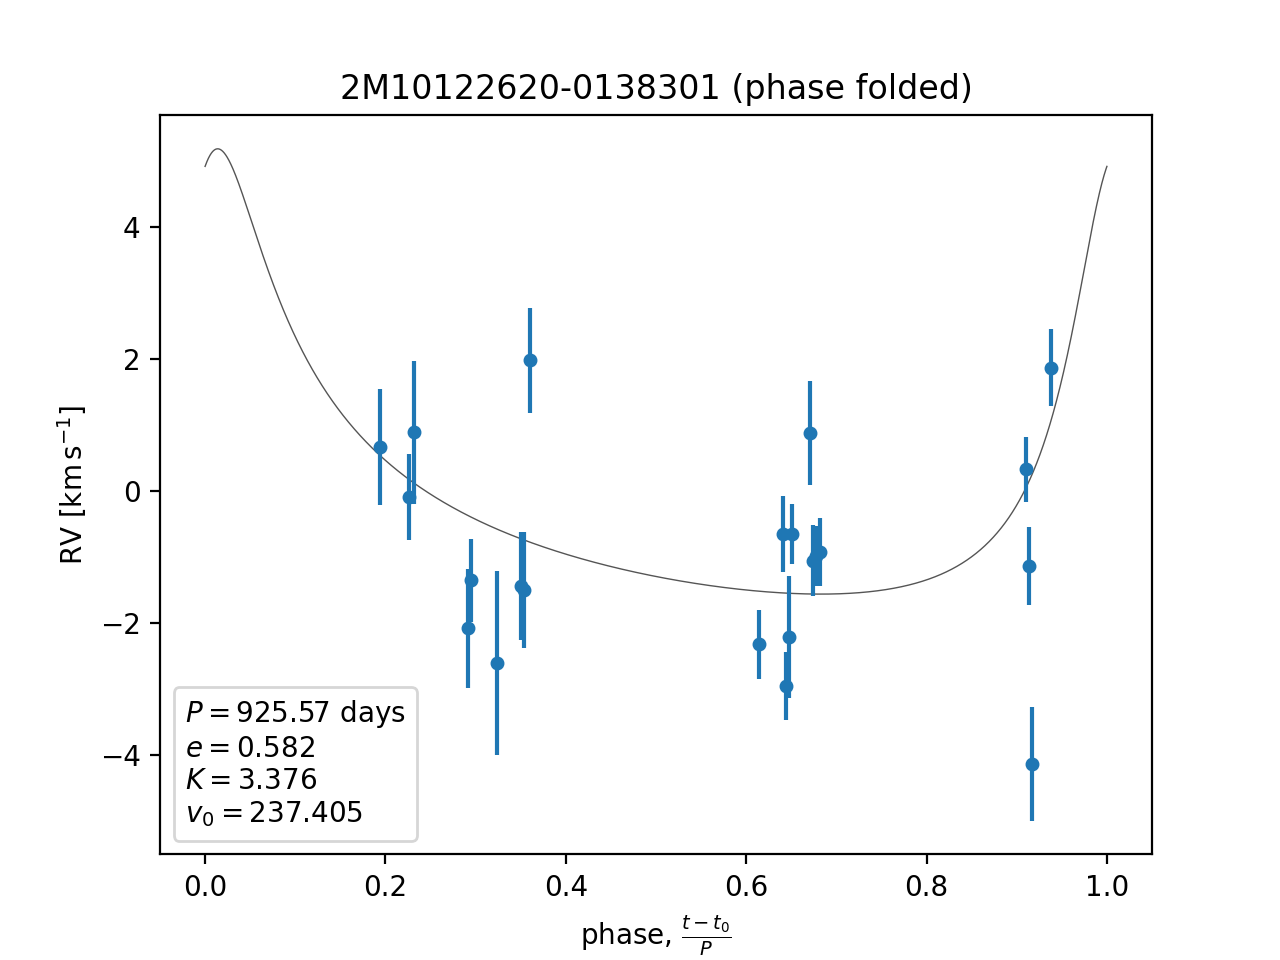 2M10122620-0138301 (phase folded)
RV [km s⁻¹]
4
2
0
−2
−4
P = 925.57 days
e = 0.582
K = 3.376
v₀ = 237.405
0.0 0.2 0.4 0.6 0.8 1.0
phase, (t − t₀)/P